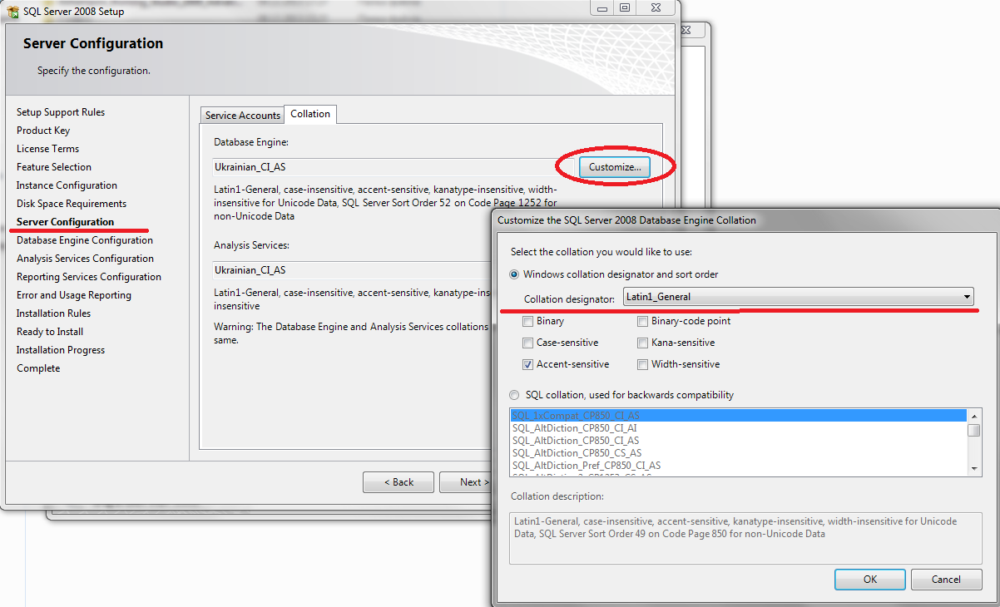 SQL Server 2008 Setup
Server Configuration
Specify the configuration.
Setup Support Rules
Product Key
License Terms
Feature Selection
Instance Configuration
Disk Space Requirements
Server Configuration
Database Engine Configuration
Analysis Services Configuration
Reporting Services Configuration
Error and Usage Reporting
Installation Rules
Ready to Install
Installation Progress
Complete
Service Accounts
Collation
Database Engine:
Ukrainian_CI_AS
Customize...
Latin1-General, case-insensitive, accent-sensitive, kanatype-insensitive, width-
insensitive for Unicode Data, SQL Server Sort Order 52 on Code Page 1252 for
non-Unicode Data
Analysis Services:
Ukrainian_CI_AS
Latin1-General, case-insensitive, accent-sensitive, kanatype-ins
insensitive
Warning: The Database Engine and Analysis Services collations
same.
< Back
Next >
Customize the SQL Server 2008 Database Engine Collation
Select the collation you would like to use:
Windows collation designator and sort order
Collation designator:
Latin1_General
Binary
Binary-code point
Case-sensitive
Kana-sensitive
Accent-sensitive
Width-sensitive
SQL collation, used for backwards compatibility
SQL_1xCompat_CP850_CI_AS
SQL_AltDiction_CP850_CI_AI
SQL_AltDiction_CP850_CI_AS
SQL_AltDiction_CP850_CS_AS
SQL_AltDiction_Pref_CP850_CI_AS
Collation description:
Latin1-General, case-insensitive, accent-sensitive, kanatype-insensitive, width-insensitive for Unicode
Data, SQL Server Sort Order 49 on Code Page 850 for non-Unicode Data
OK
Cancel